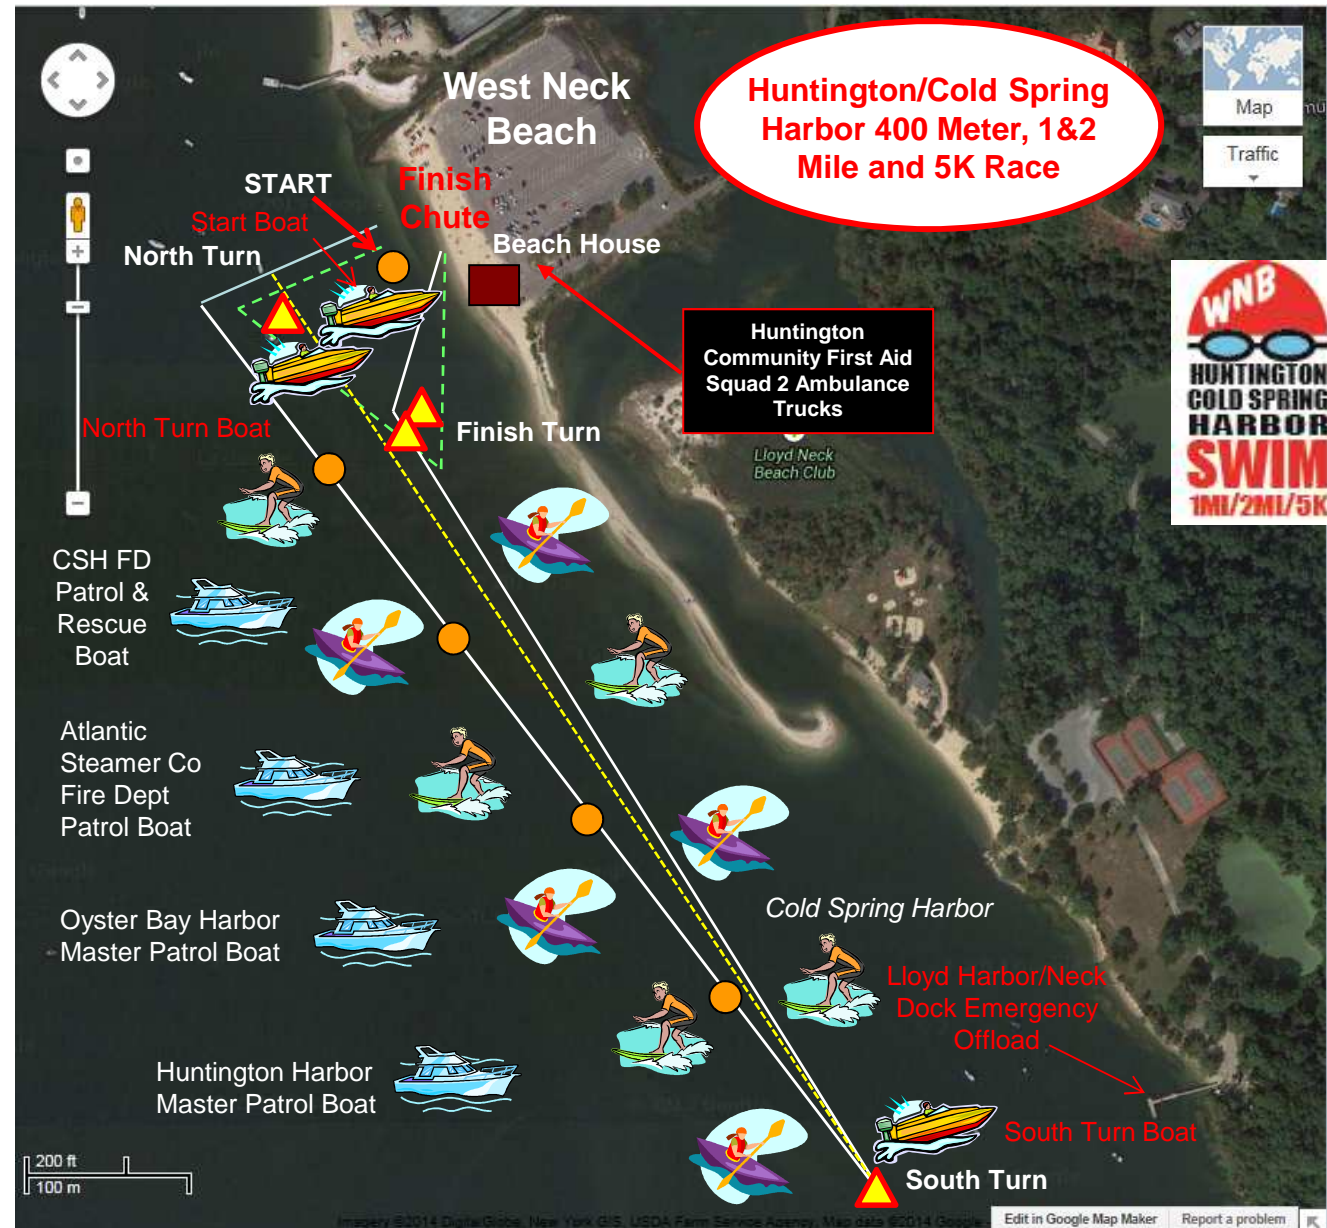 West Neck
Beach
Huntington/Cold Spring
Harbor 400 Meter, 1&2
Mile and 5K Race
Map
Traffic
START
Finish
Chute
Start Boat
North Turn
Beach House
WNB
HUNTINGTON
COLD SPRING
HARBOR
SWIM
1MI/2MI/5K
Huntington
Community First Aid
Squad 2 Ambulance
Trucks
North Turn Boat
Finish Turn
Lloyd Neck
Beach Club
CSH FD
Patrol &
Rescue
Boat
Atlantic
Steamer Co
Fire Dept
Patrol Boat
Oyster Bay Harbor
Master Patrol Boat
Cold Spring Harbor
Lloyd Harbor/Neck
Dock Emergency
Offload
Huntington Harbor
Master Patrol Boat
South Turn Boat
South Turn
200 ft
100 m
Edit in Google Map Maker
Report a problem